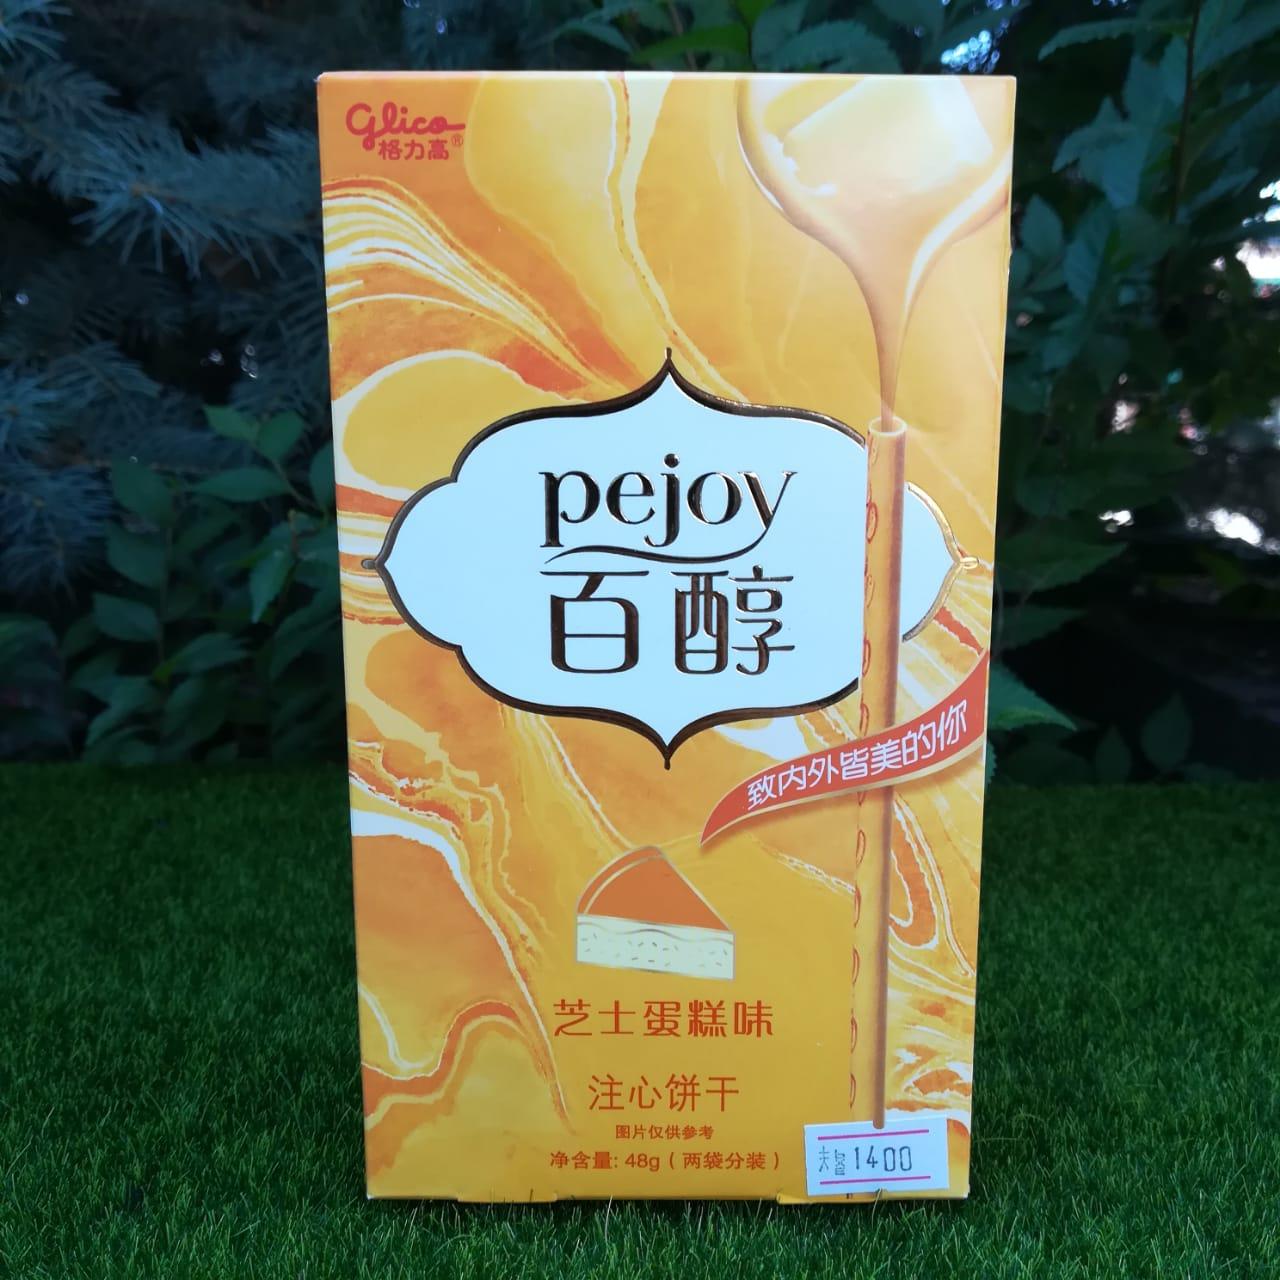 Glico
格力高®
pejoy
百醇
致内外皆美的你
芝士蛋糕味
注心饼干
图片仅供参考
净含量: 48g ( 两袋分装 )
1400